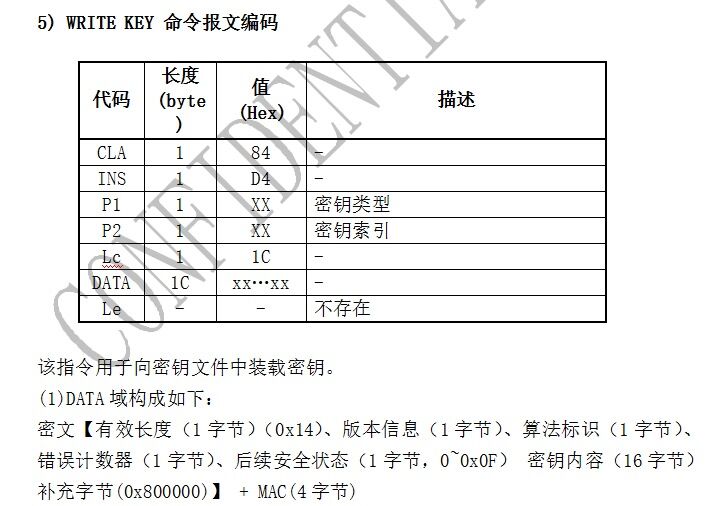 5) WRITE KEY 命令报文编码
代码 长度(byte) 值(Hex) 描述
CLA 1 84 -
INS 1 D4 -
P1 1 XX 密钥类型
P2 1 XX 密钥索引
Lc 1 1C -
DATA 1C xx…xx -
Le - - 不存在
CONFIDENTIA
该指令用于向密钥文件中装载密钥。
(1)DATA 域构成如下:
密文【有效长度(1 字节)(0x14)、版本信息(1 字节)、算法标识(1 字节)、
错误计数器(1 字节)、后续安全状态(1 字节,0~0x0F) 密钥内容(16 字节)
补充字节(0x800000)】 + MAC(4 字节)